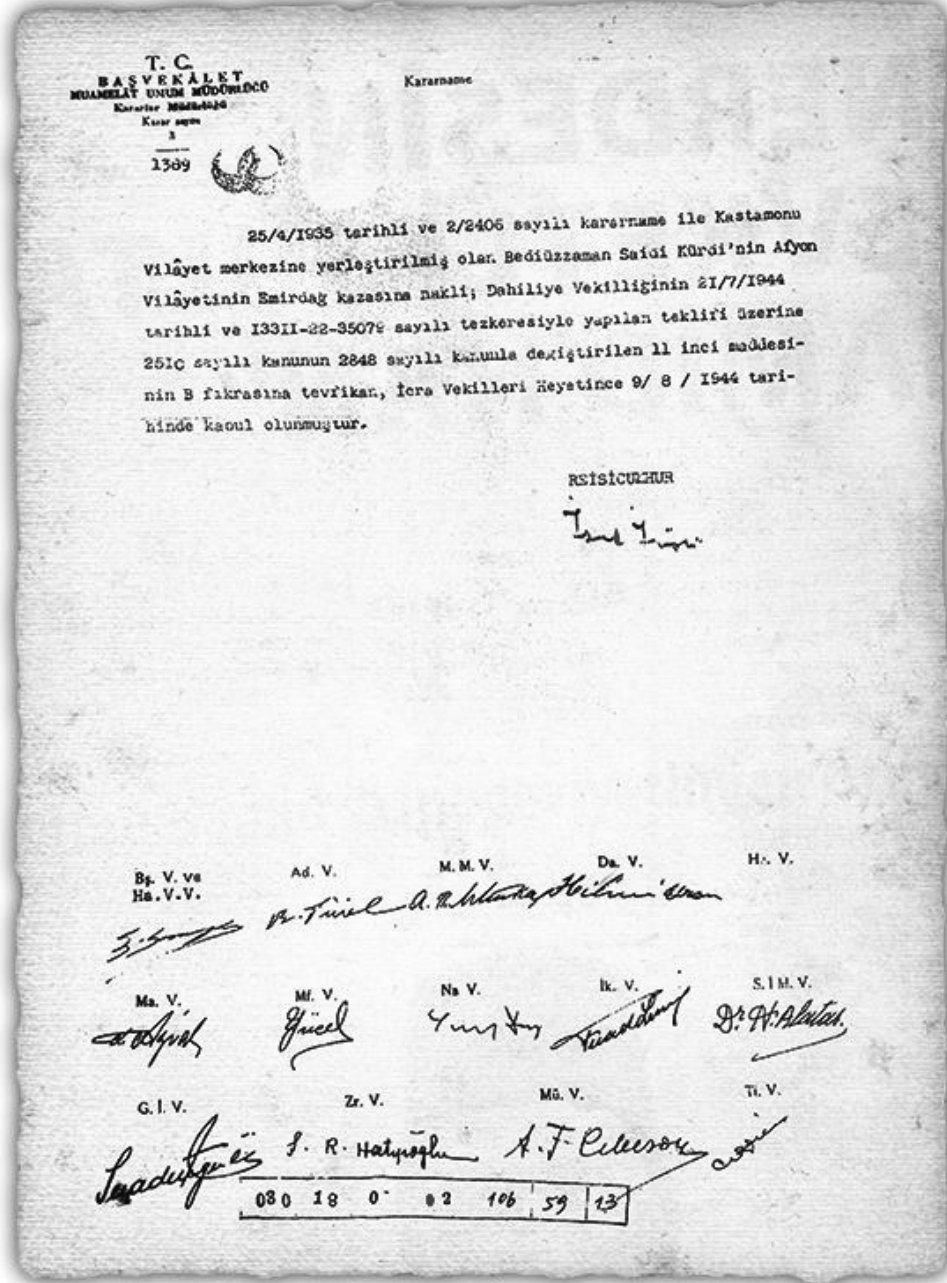 T. C.
BAŞVEKÂLET
MUAMELÂT UMUM MÜDÜRLÜĞÜ
Kararlar Müdürlüğü
Karar sayısı
3
1389
Kararname
25/4/1935 tarihli ve 2/2406 sayılı kararname ile Kastamonu
Vilâyet merkezine yerleştirilmiş olan Bediüzzaman Saidi Kürdi'nin Afyon
Vilâyetinin Emirdağ kazasına nakli; Dahiliye Vekilliğinin 21/7/1944
tarihli ve I33II-22-35079 sayılı tezkeresiyle yapılan teklifi üzerine
2510 sayılı kanunun 2848 sayılı kanunla değiştirilen 11 inci maddesi-
nin B fıkrasına tevfikan, İcra Vekilleri Heyetince 9/ 8 / 1944 tari-
hinde kabul olunmuştur.
REİSİCUMHUR
Bş. V. ve
Ha.V.V.
Ad. V.
M. M. V.
Da. V.
Ha. V.
Hilmi Uran
Ma. V.
Mf. V.
Na V.
İk. V.
S. İ M. V.
Yücel
Dr H. Alataş.
G. İ. V.
Zr. V.
Mü. V.
Ti. V.
Ş. R. Hatipoğlu
A. F. Cebesoy
030 18 0 02 106 59 13